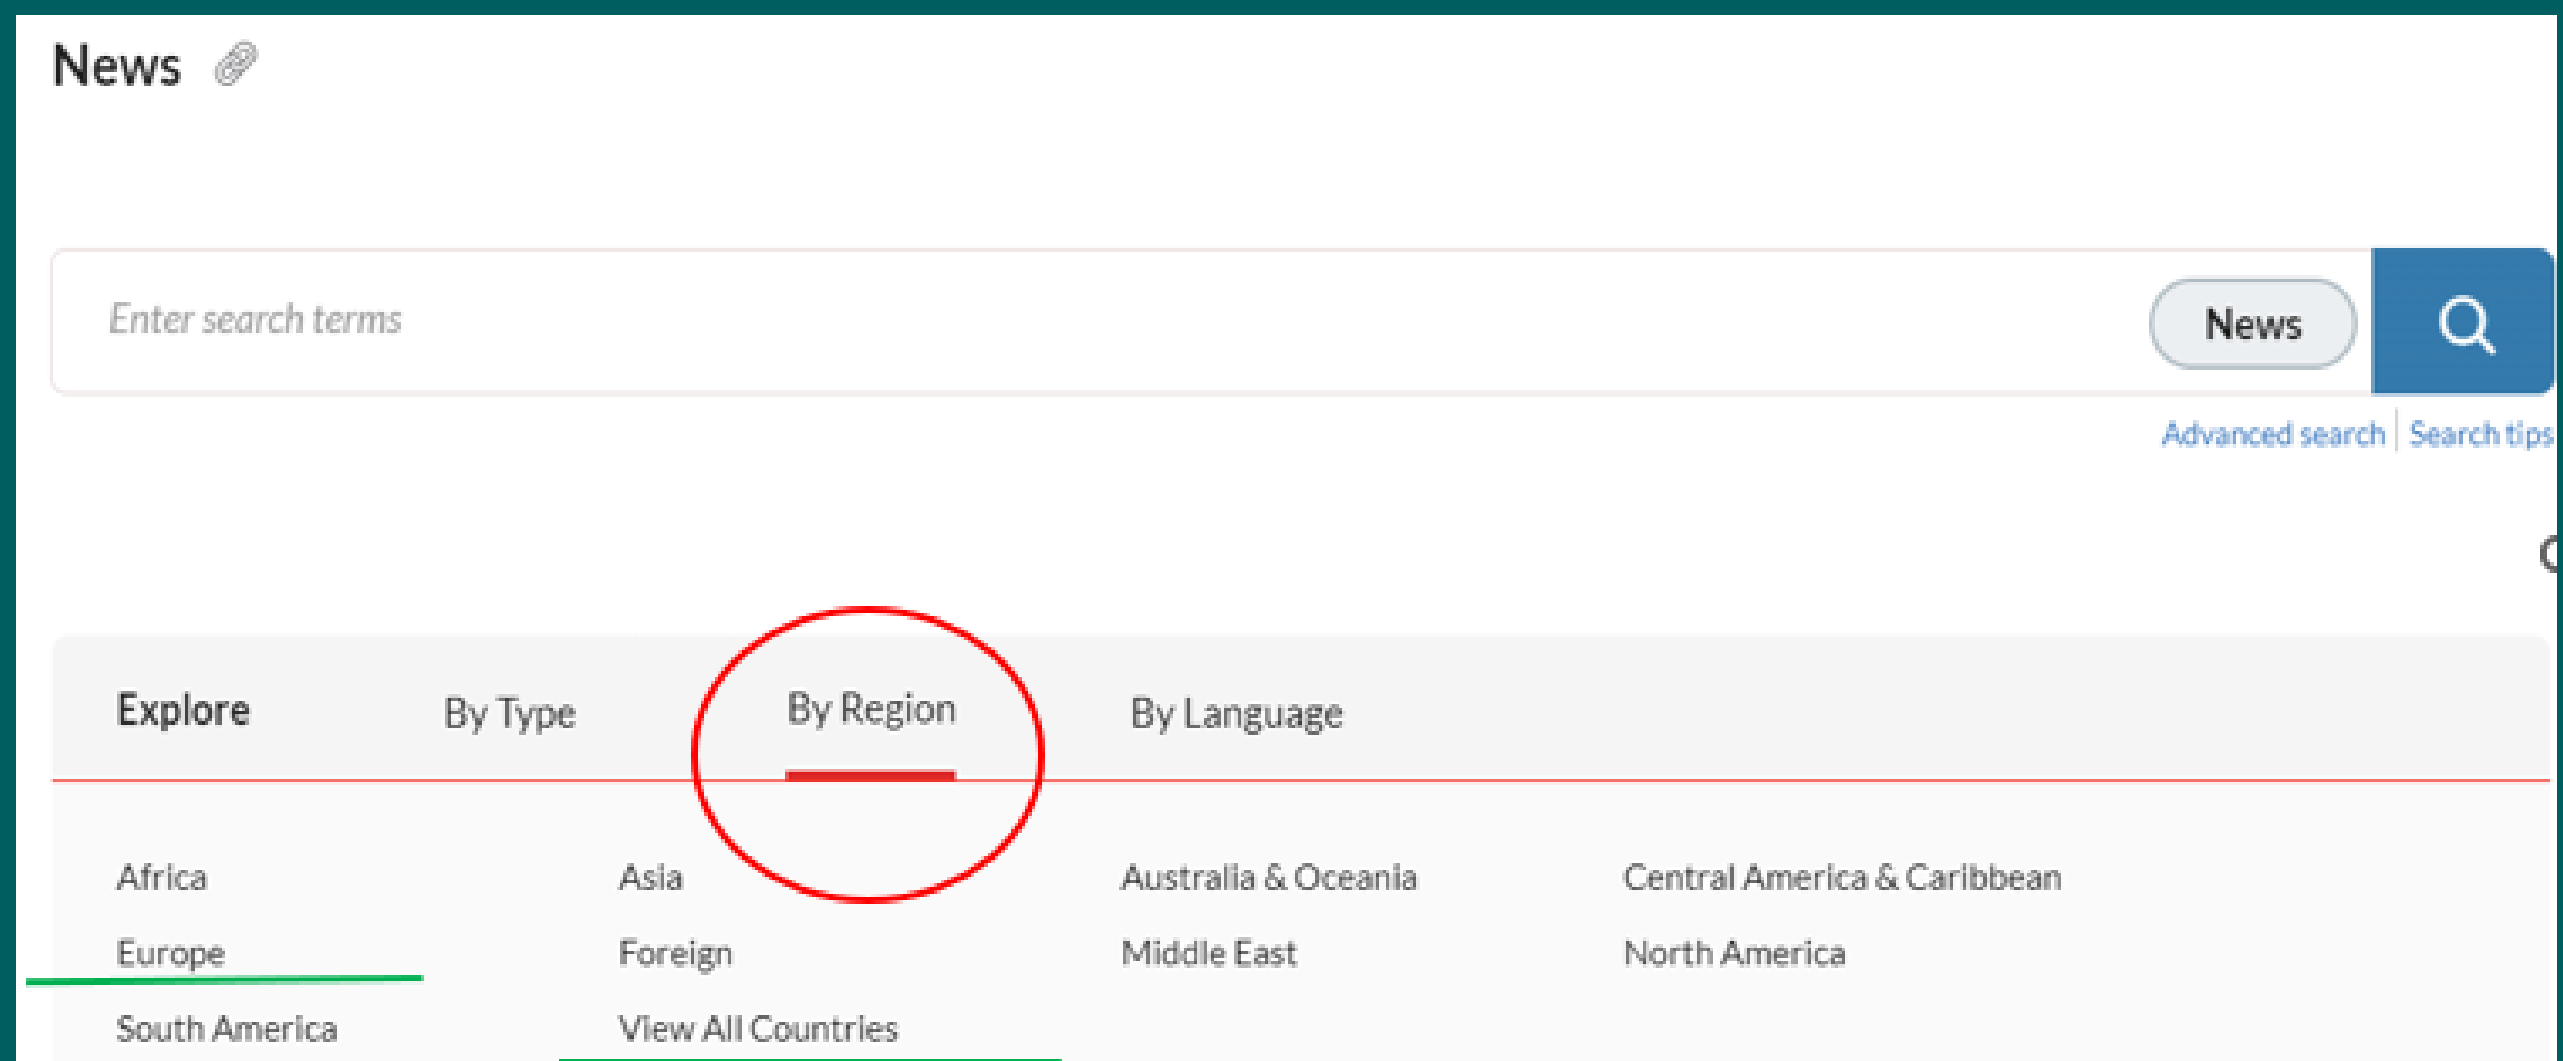 News
Enter search terms
News
Advanced search Search tips
Explore By Type By Region By Language
Africa Asia Australia & Oceania Central America & Caribbean
Europe Foreign Middle East North America
South America View All Countries